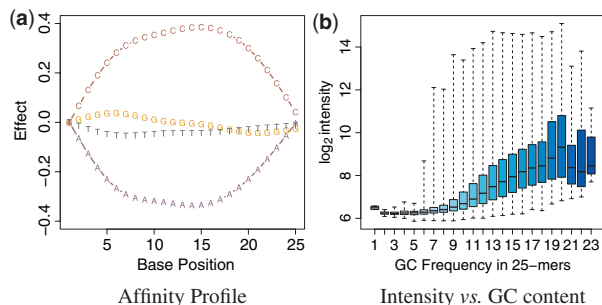 (a)
Effect
0.4
0.2
0.0
-0.2
-0.4
5 10 15 20 25
Base Position
Affinity Profile
(b)
log2 intensity
14
12
10
8
6
1 3 5 7 9 11 13 15 17 19 21 23
GC Frequency in 25-mers
Intensity vs. GC content